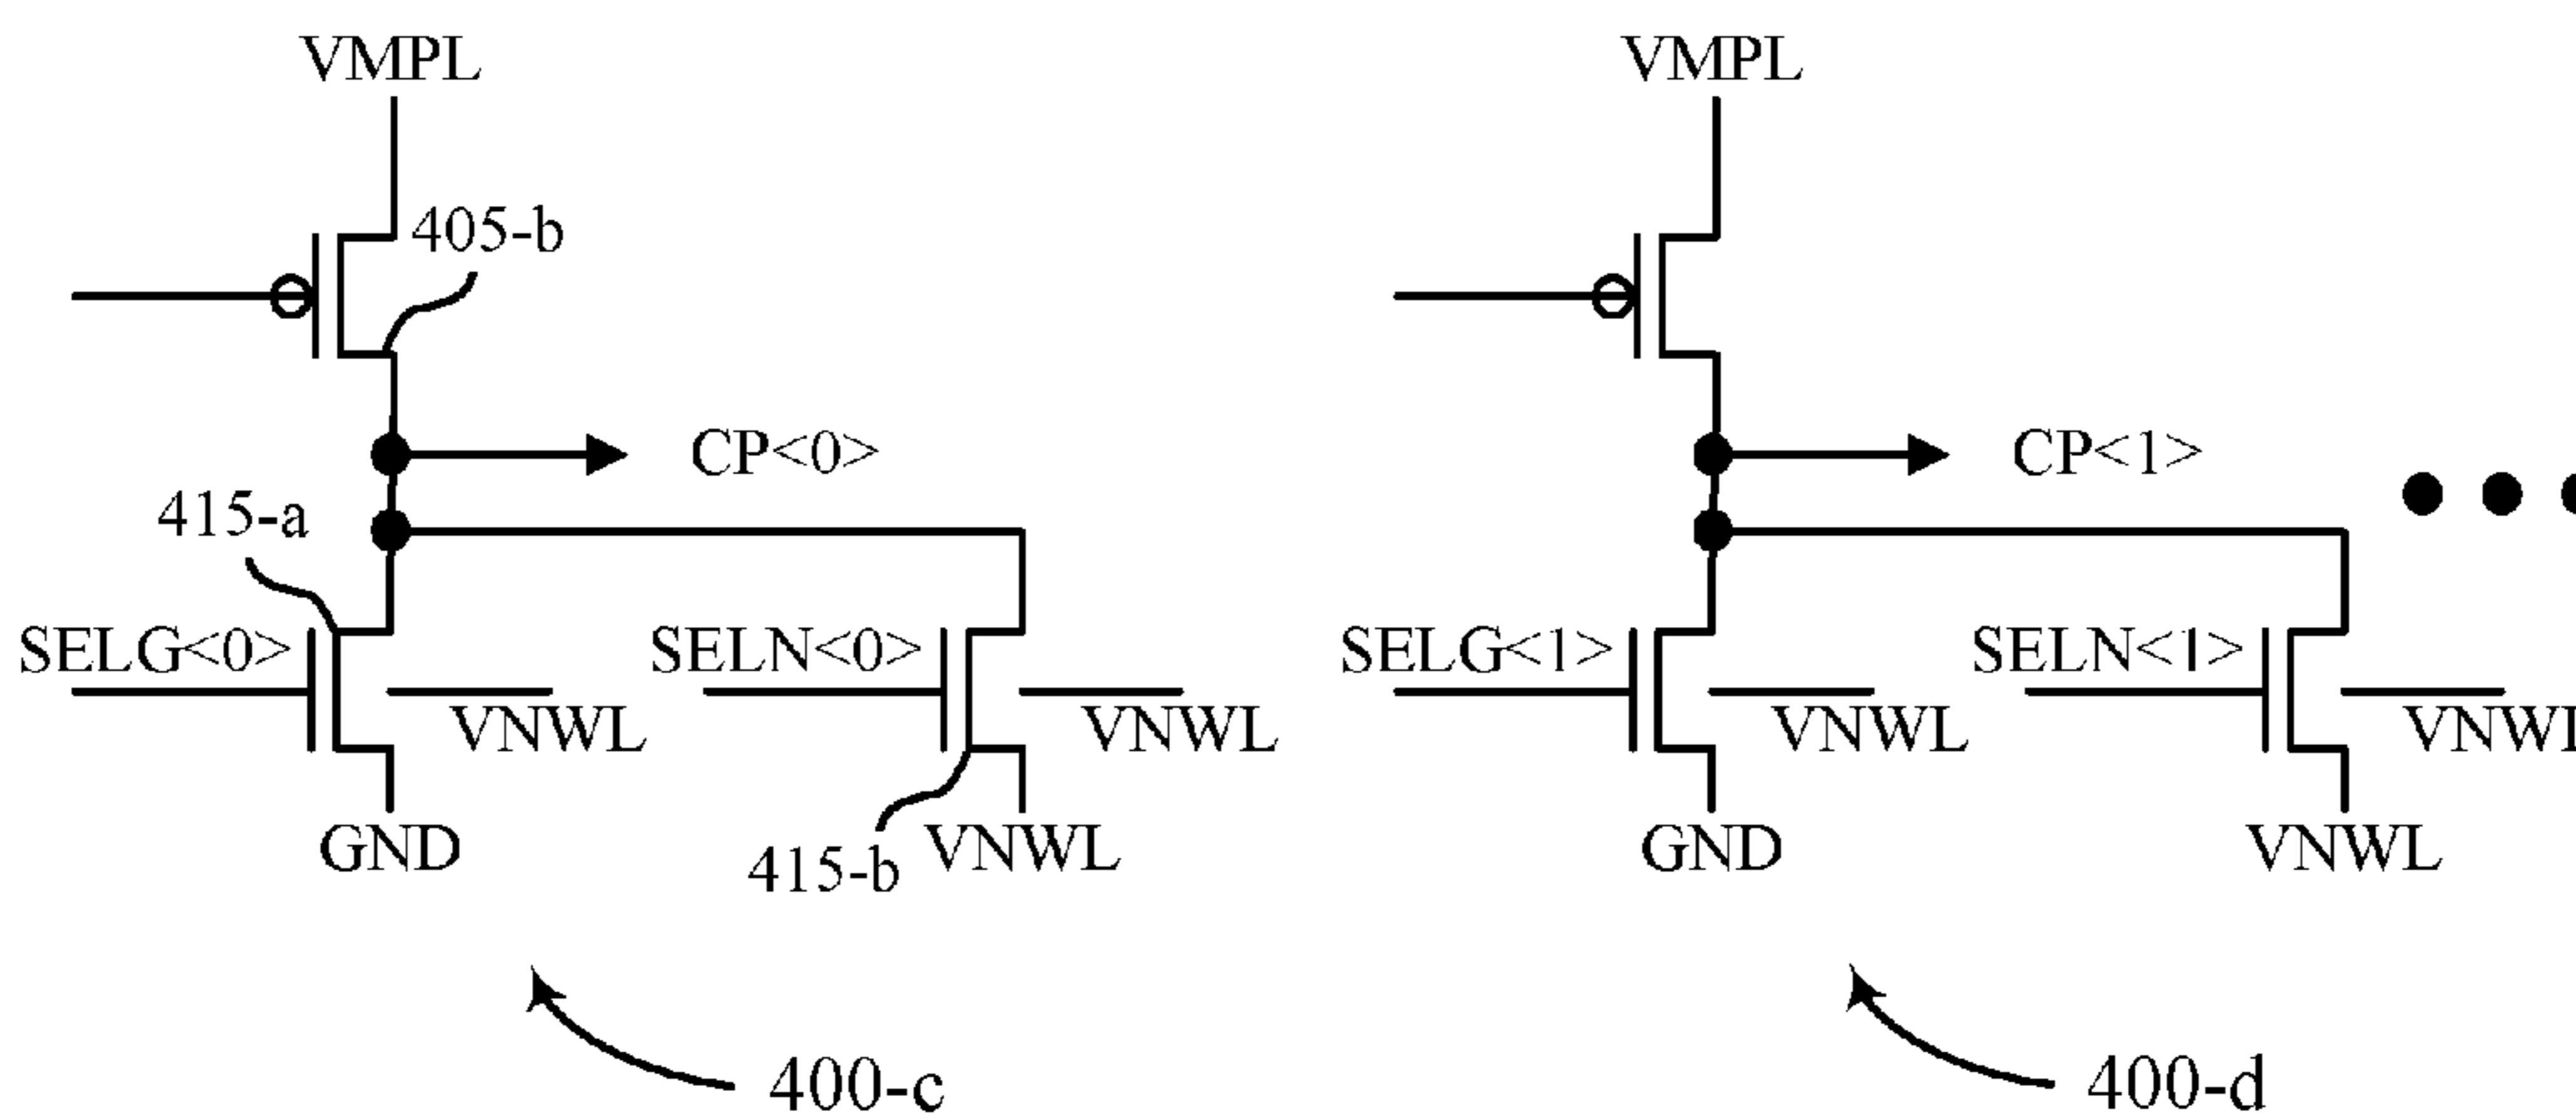 VMPL
VMPL
405-b
CP<0>
CP<1>
415-a
SELG<0>
SELN<0>
SELG<1>
SELN<1>
VNWL
VNWL
VNWL
VNWL
GND
415-b
VNWL
GND
VNWL
400-c
400-d